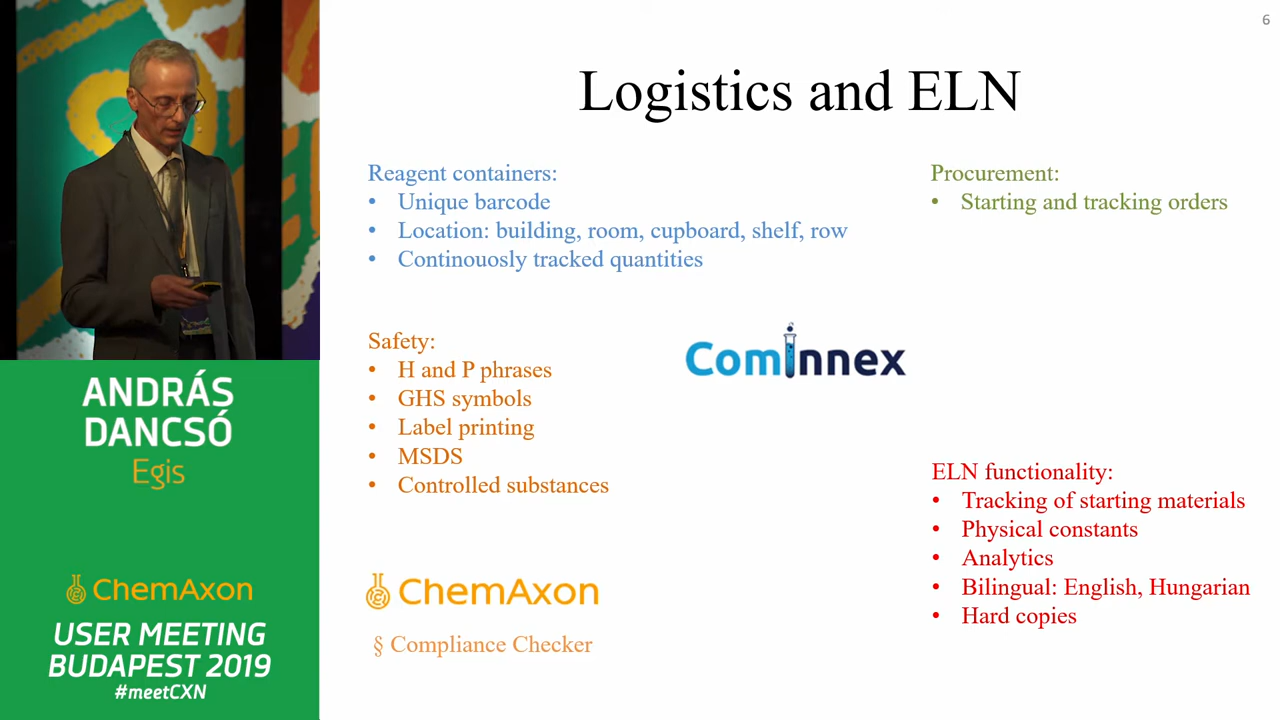 6
Logistics and ELN
Reagent containers:
• Unique barcode
• Location: building, room, cupboard, shelf, row
• Continouosly tracked quantities
Procurement:
• Starting and tracking orders
Safety:
• H and P phrases
• GHS symbols
• Label printing
• MSDS
• Controlled substances
Cominnex
ELN functionality:
• Tracking of starting materials
• Physical constants
• Analytics
• Bilingual: English, Hungarian
• Hard copies
ChemAxon
§ Compliance Checker
ANDRÁS
DANCSÓ
Egis
ChemAxon
USER MEETING
BUDAPEST 2019
#meetCXN